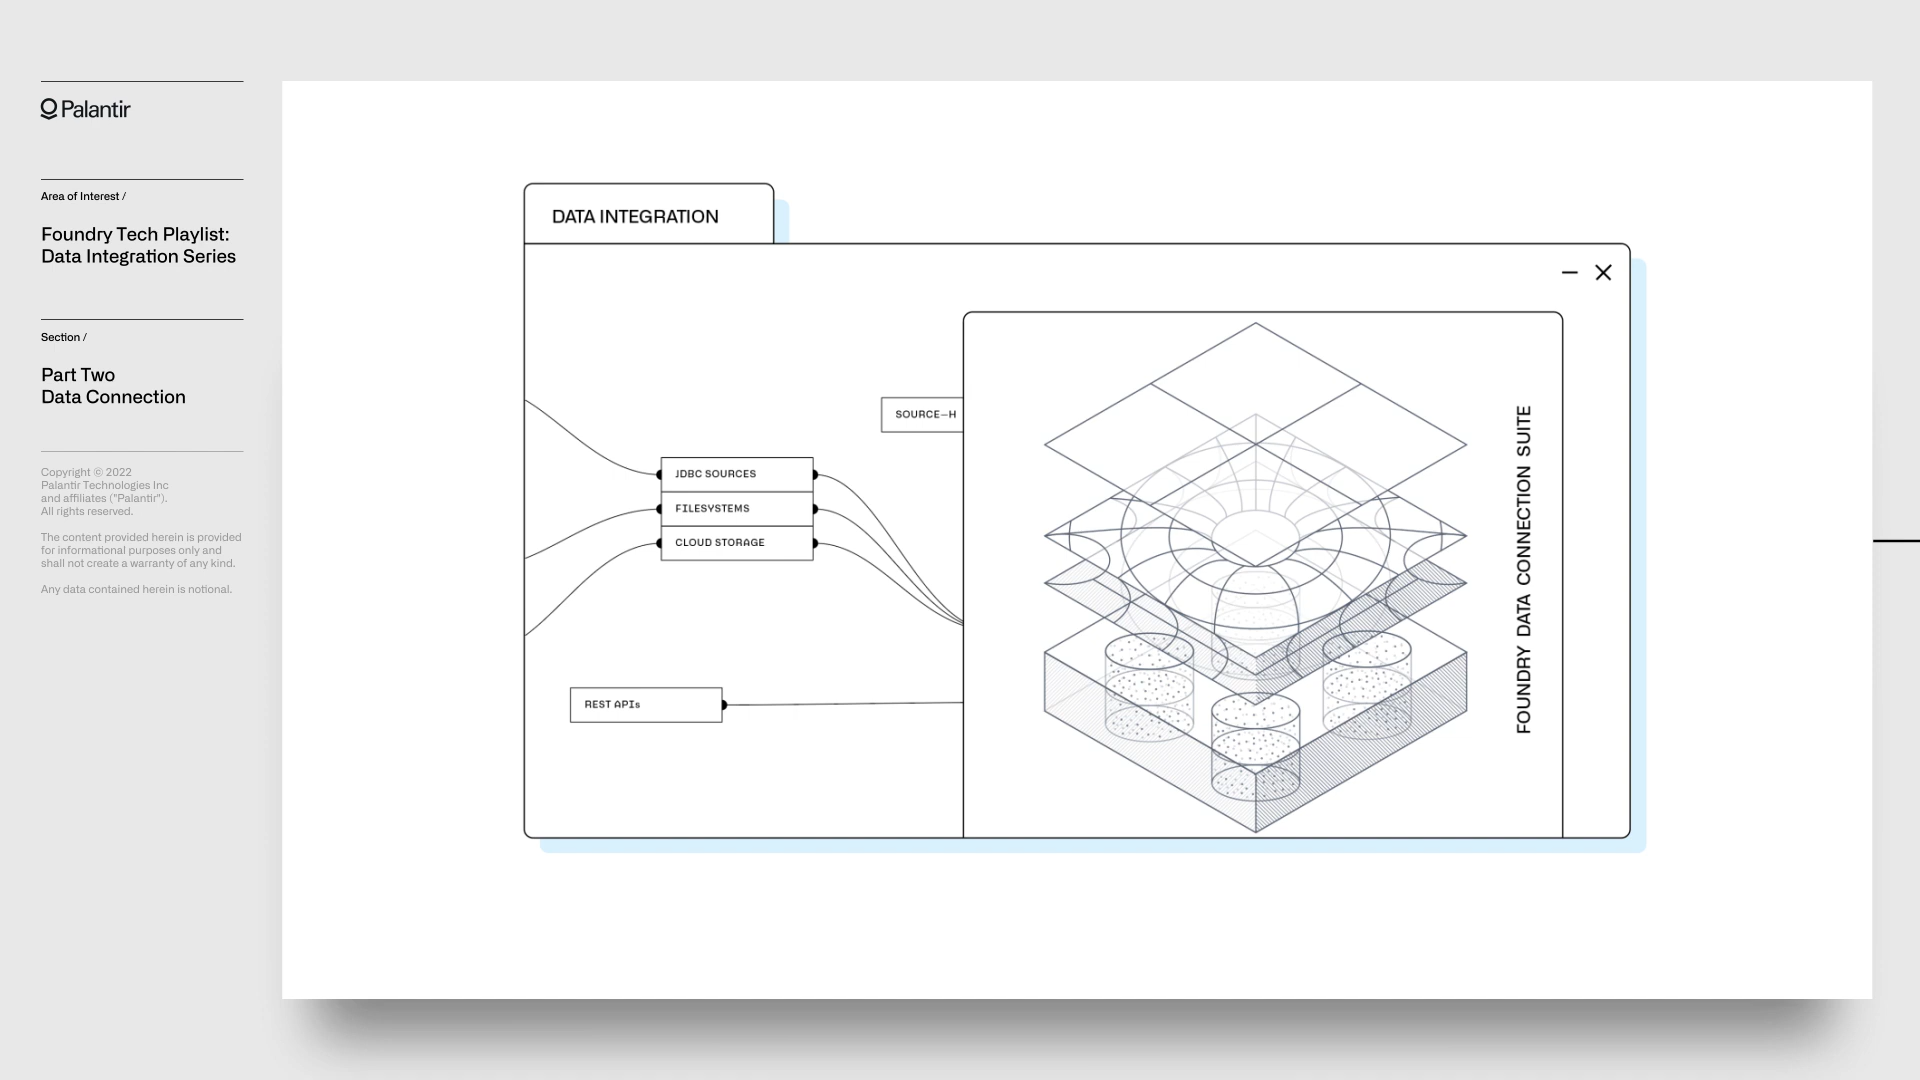 Palantir
Area of Interest /
Foundry Tech Playlist:
Data Integration Series
Section /
Part Two
Data Connection
Copyright © 2022
Palantir Technologies Inc
and affiliates ("Palantir").
All rights reserved.
The content provided herein is provided
for informational purposes only and
shall not create a warranty of any kind.
Any data contained herein is notional.
DATA INTEGRATION
SOURCE–H
JDBC SOURCES
FILESYSTEMS
CLOUD STORAGE
REST APIs
FOUNDRY DATA CONNECTION SUITE